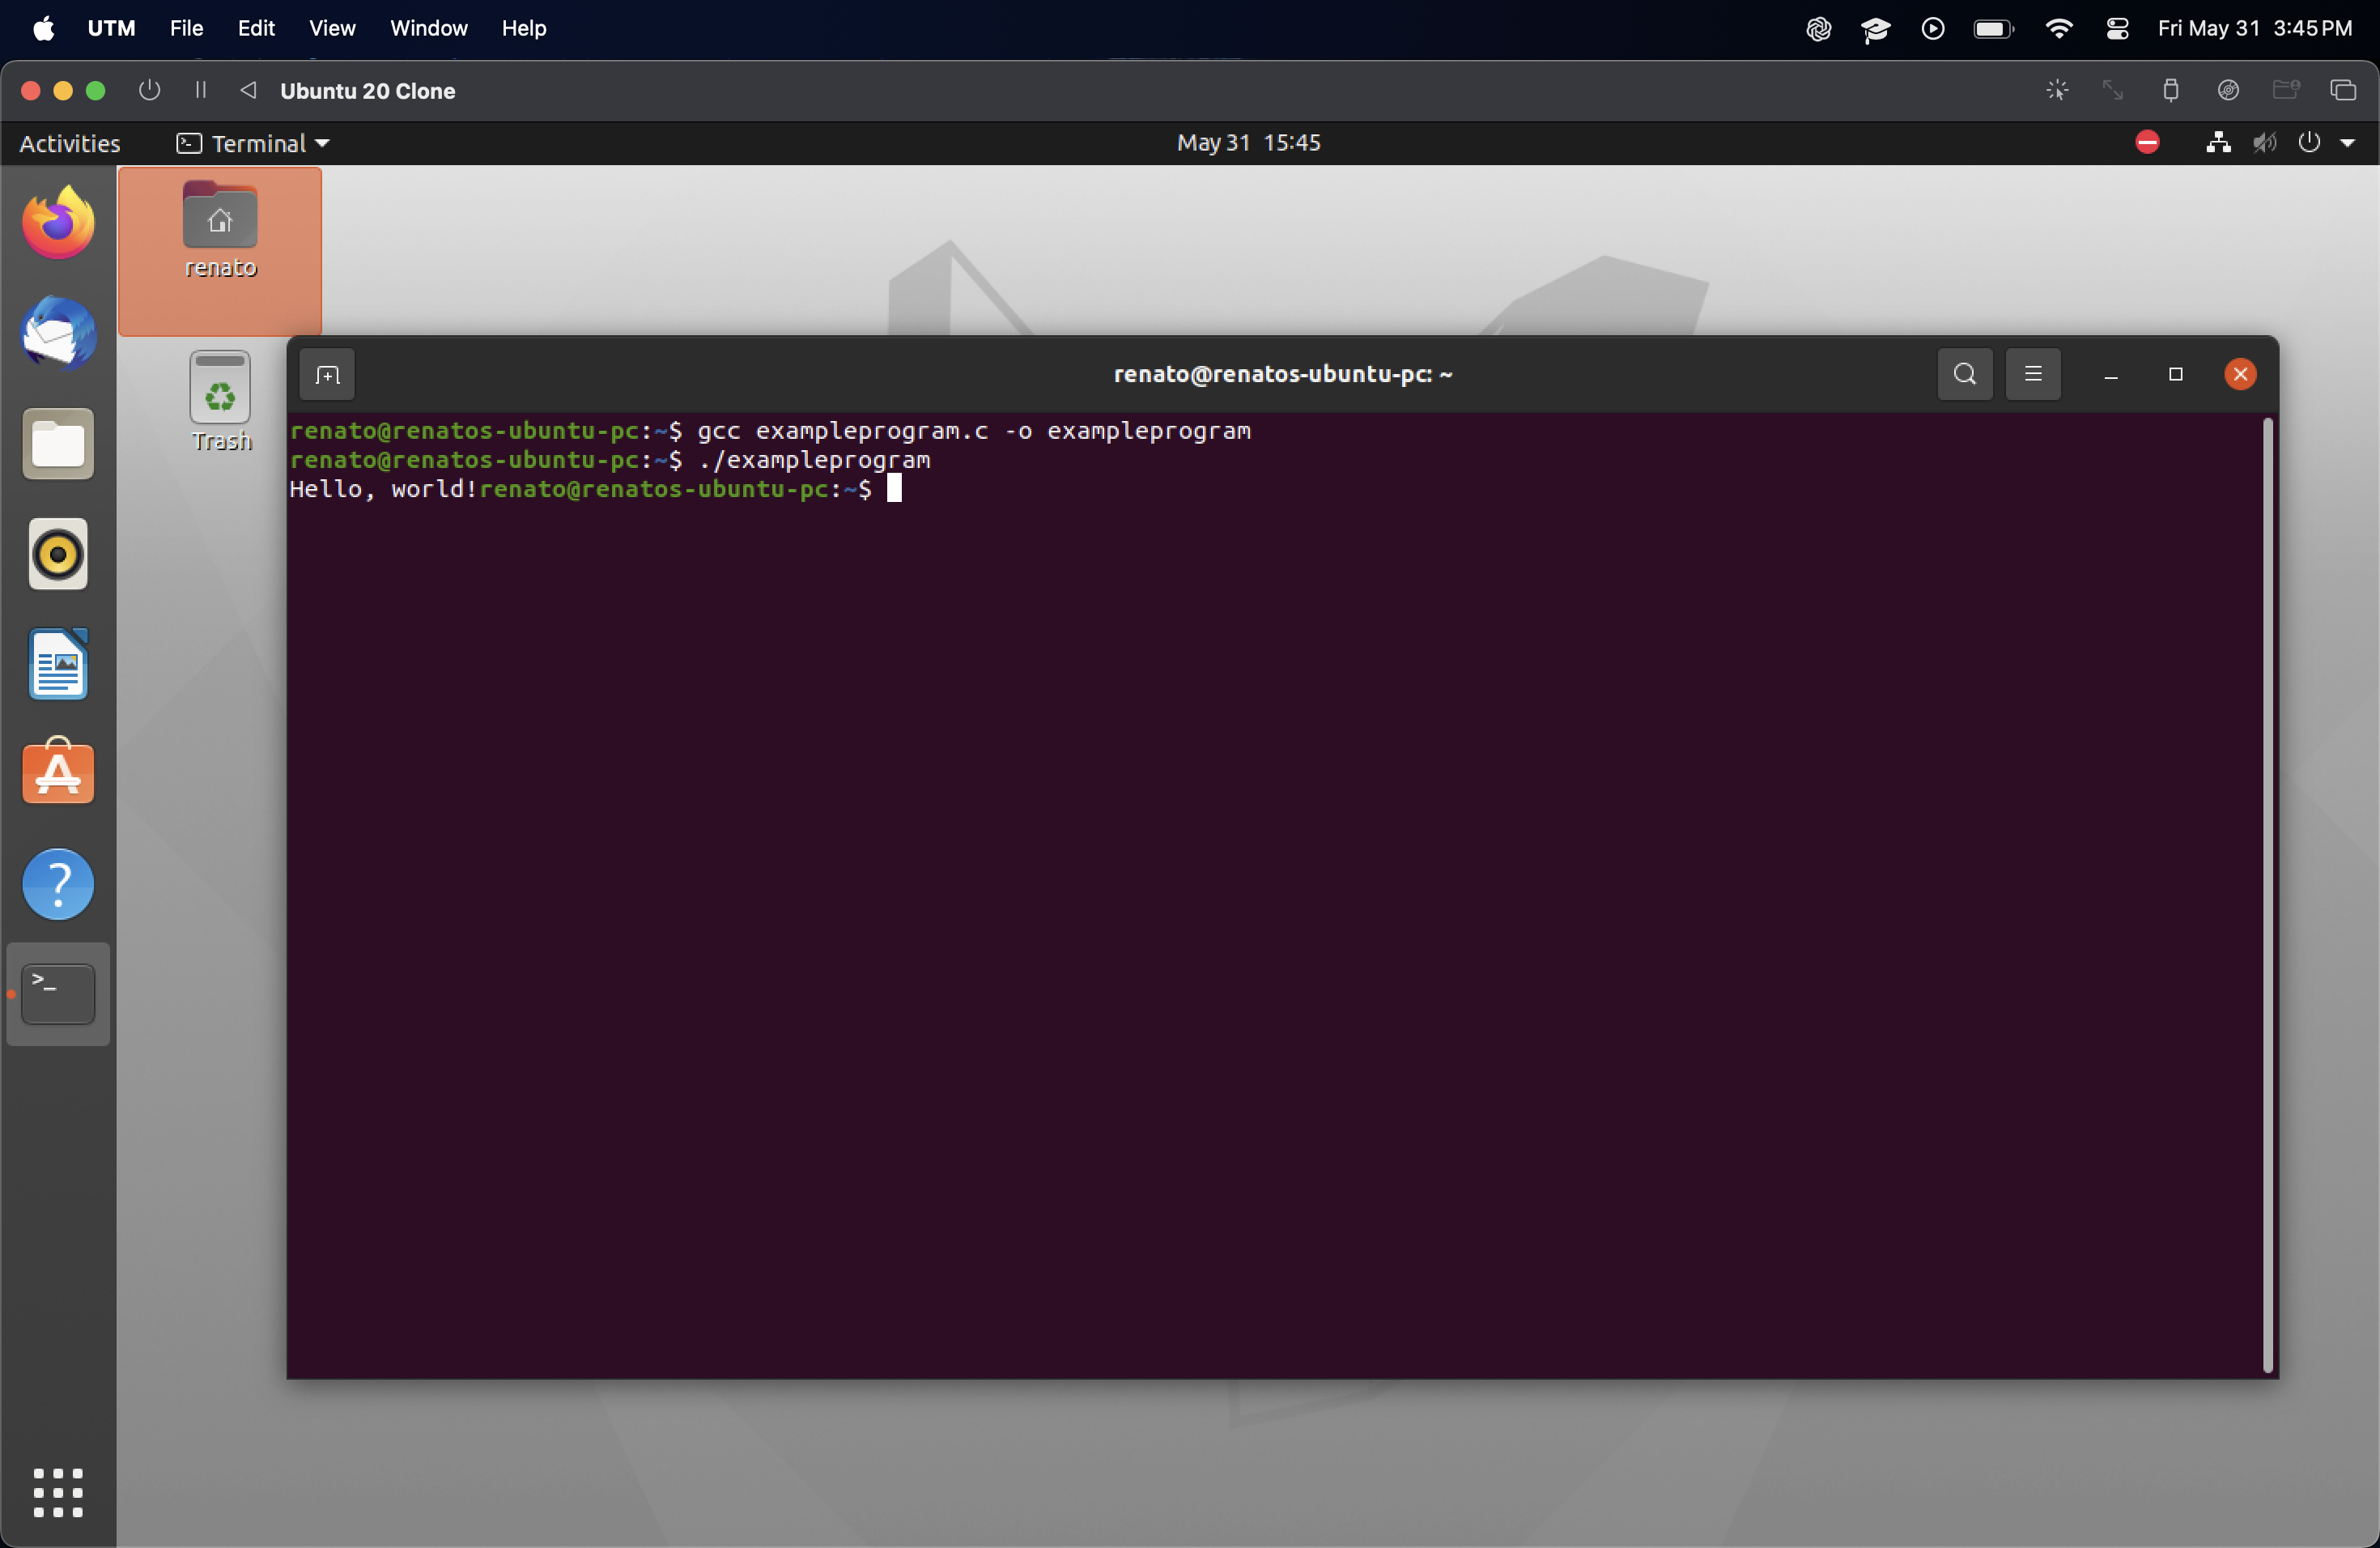 UTM File Edit View Window Help Fri May 31 3:45 PM
Ubuntu 20 Clone
Activities Terminal May 31 15:45
renato
Trash
renato@renatos-ubuntu-pc: ~
renato@renatos-ubuntu-pc:~$ gcc exampleprogram.c -o exampleprogram
renato@renatos-ubuntu-pc:~$ ./exampleprogram
Hello, world!renato@renatos-ubuntu-pc:~$